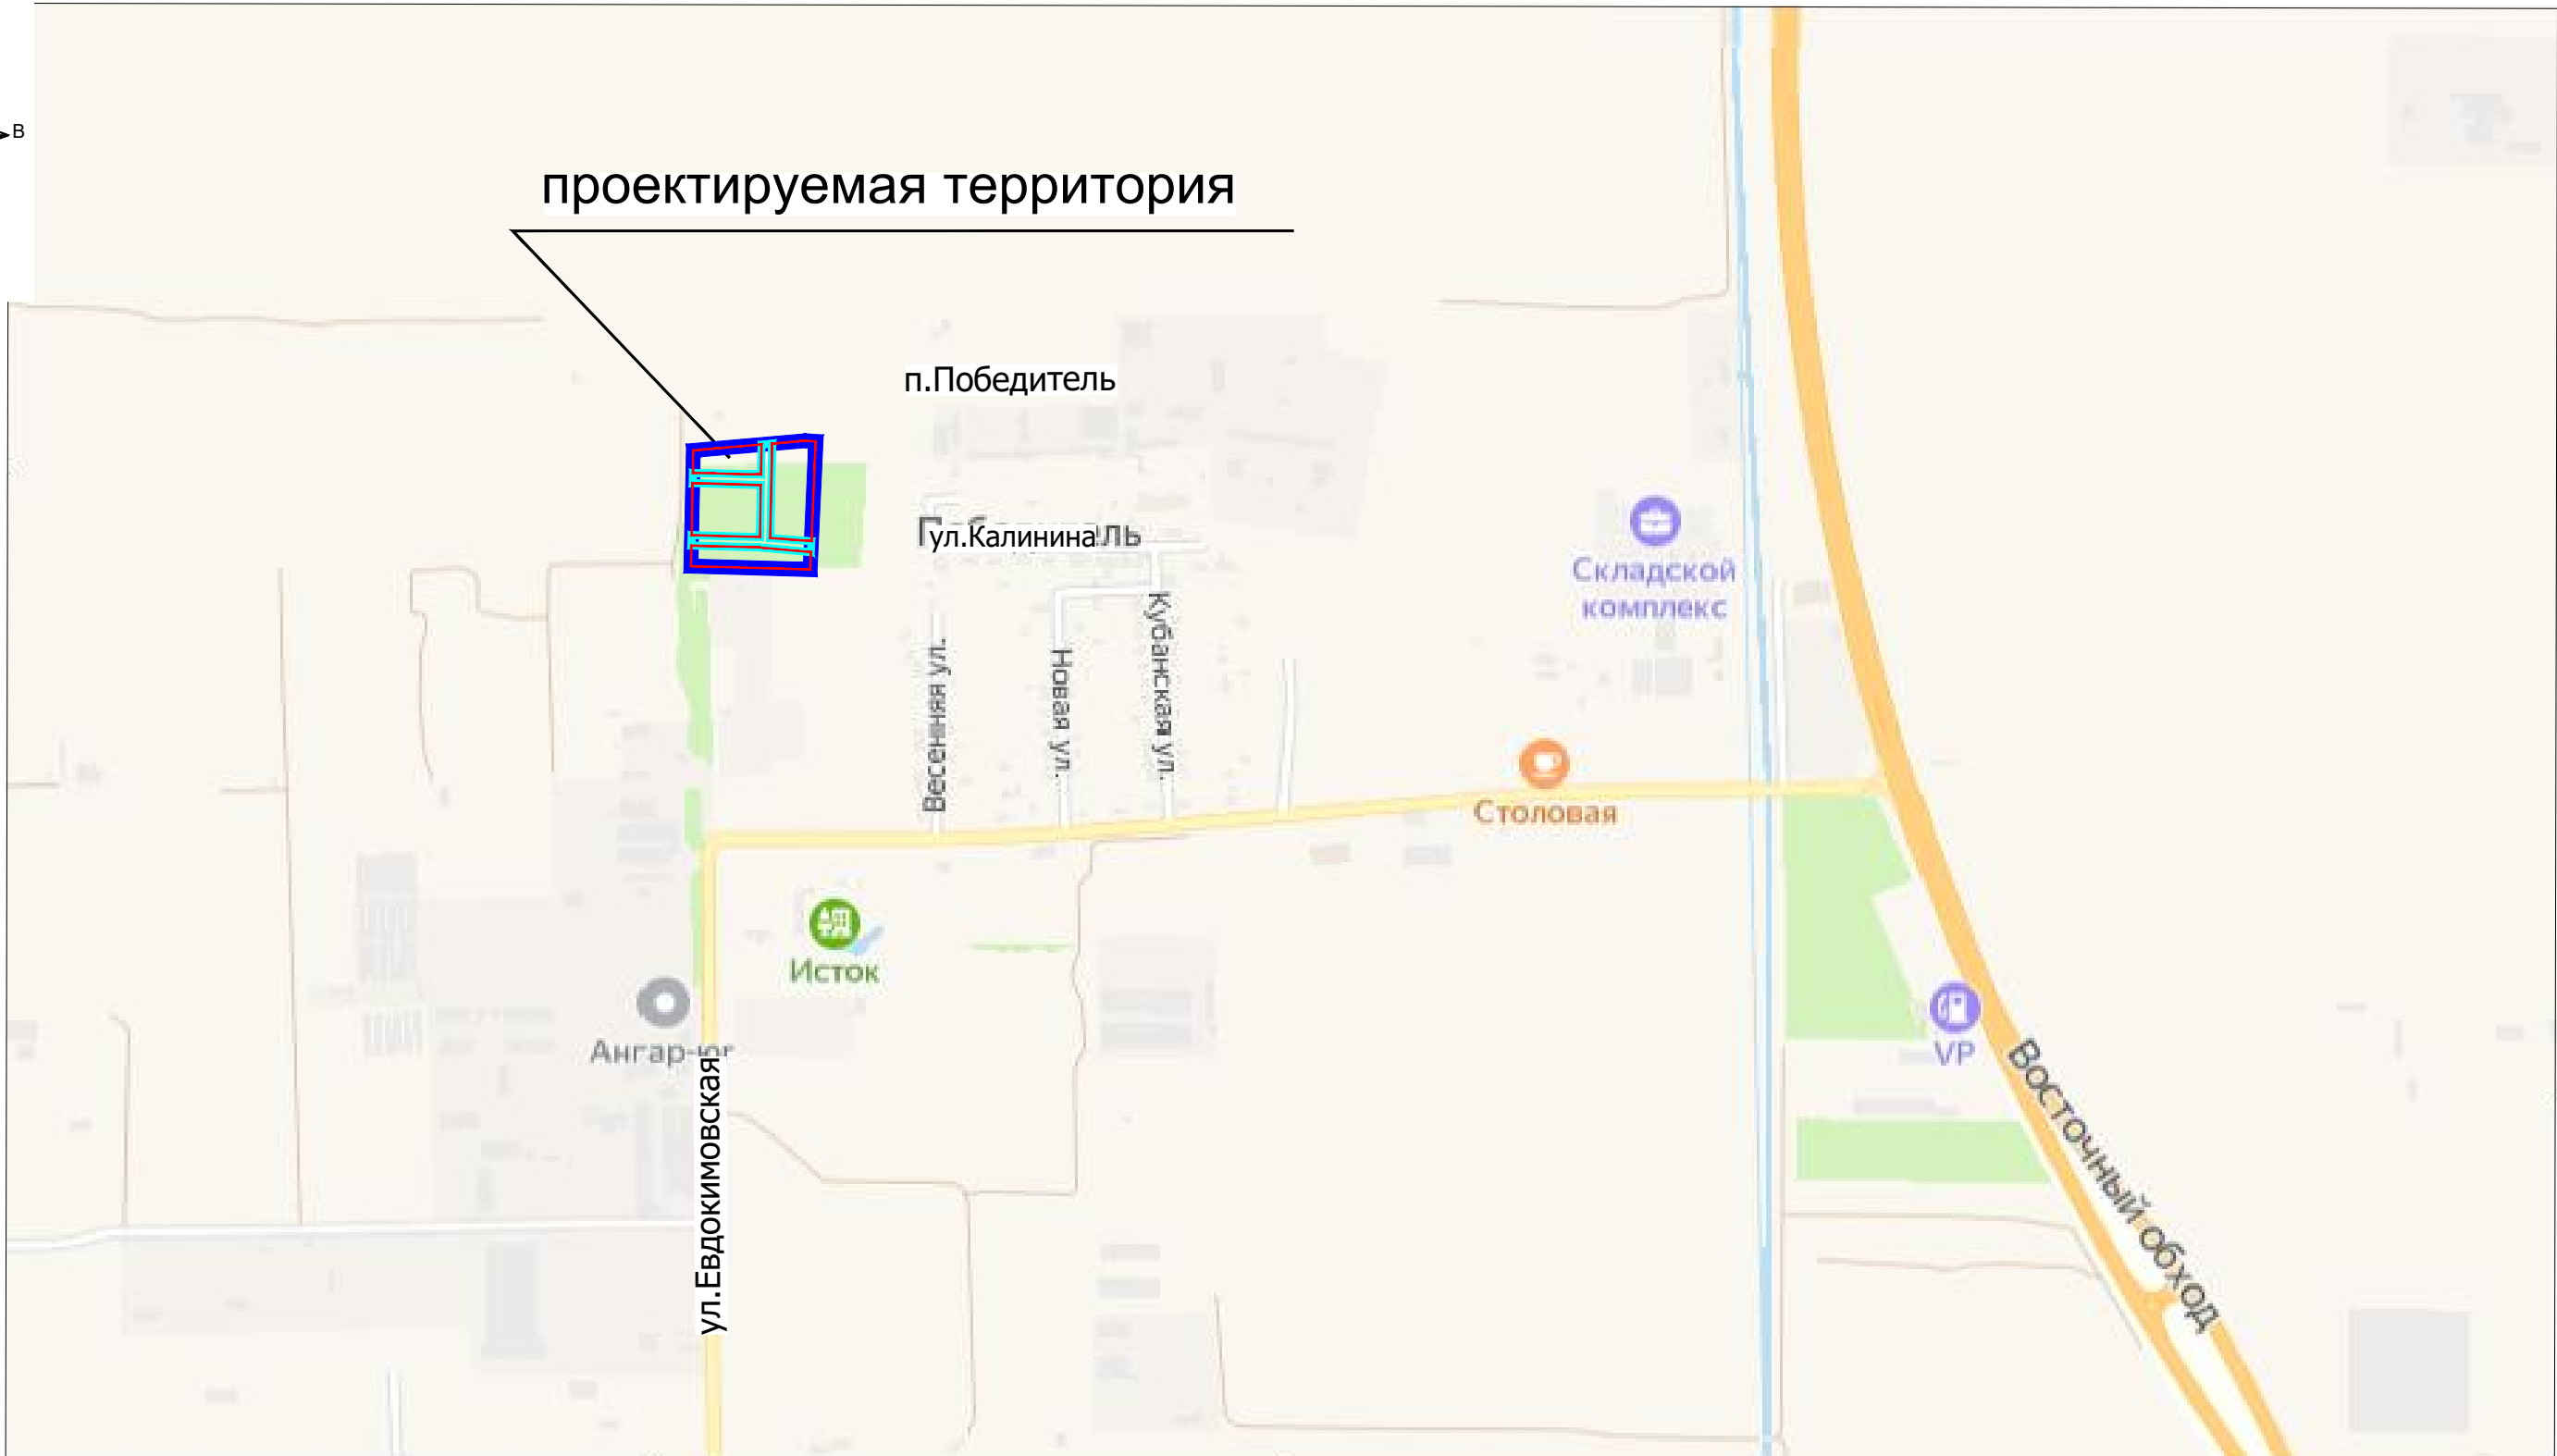 В
проектируемая территория
п.Победитель
ул.Калинина
Складской
комплекс
Весенняя ул.
Новая ул.
Кубанская ул.
Столовая
Исток
Ангар-юг
VP
ул.Евдокимовская
Восточный обход